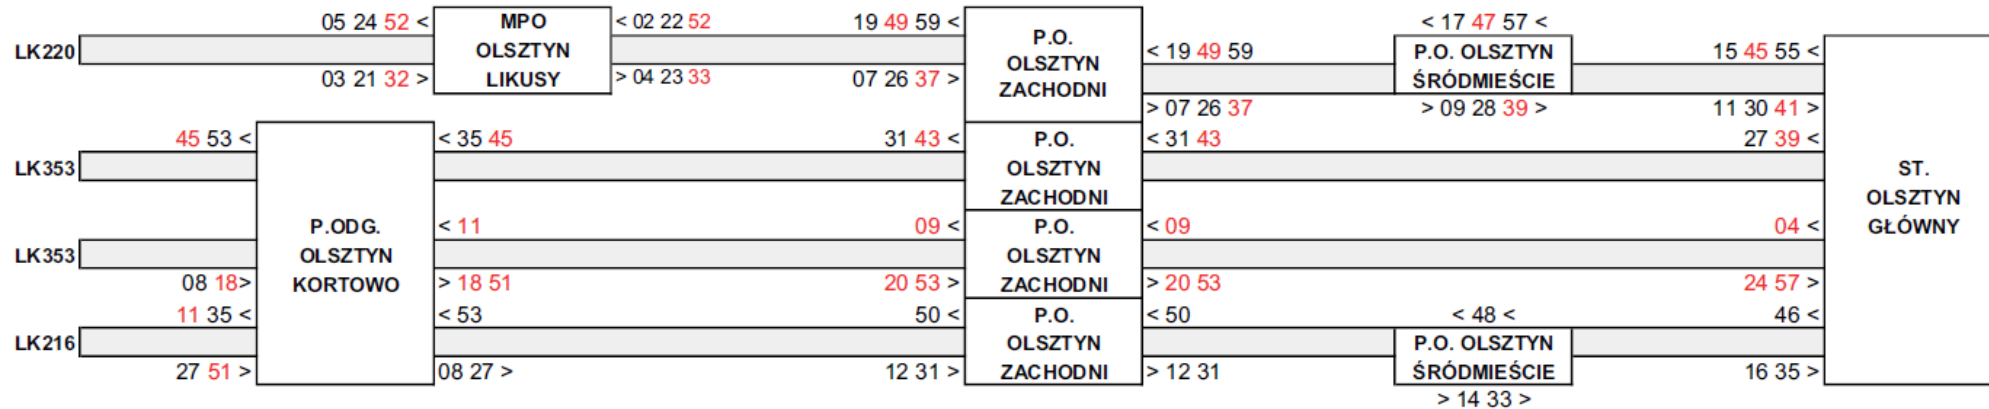 05 24 52 <
MPO
OLSZTYN
LIKUSY
< 02 22 52
19 49 59 <
P.O.
OLSZTYN
ZACHODNI
< 17 47 57 <
LK220
< 19 49 59
P.O. OLSZTYN
ŚRÓDMIEŚCIE
15 45 55 <
03 21 32 >
> 04 23 33
07 26 37 >
> 07 26 37
> 09 28 39 >
11 30 41 >
45 53 <
< 35 45
31 43 <
P.O.
OLSZTYN
ZACHODNI
< 31 43
27 39 <
LK353
ST.
OLSZTYN
GŁÓWNY
P.ODG.
OLSZTYN
KORTOWO
< 11
09 <
P.O.
OLSZTYN
ZACHODNI
< 09
04 <
LK353
08 18>
> 18 51
20 53 >
> 20 53
24 57 >
11 35 <
< 53
50 <
P.O.
OLSZTYN
ZACHODNI
< 50
< 48 <
46 <
LK216
P.O. OLSZTYN
ŚRÓDMIEŚCIE
27 51 >
08 27 >
12 31 >
> 12 31
16 35 >
> 14 33 >